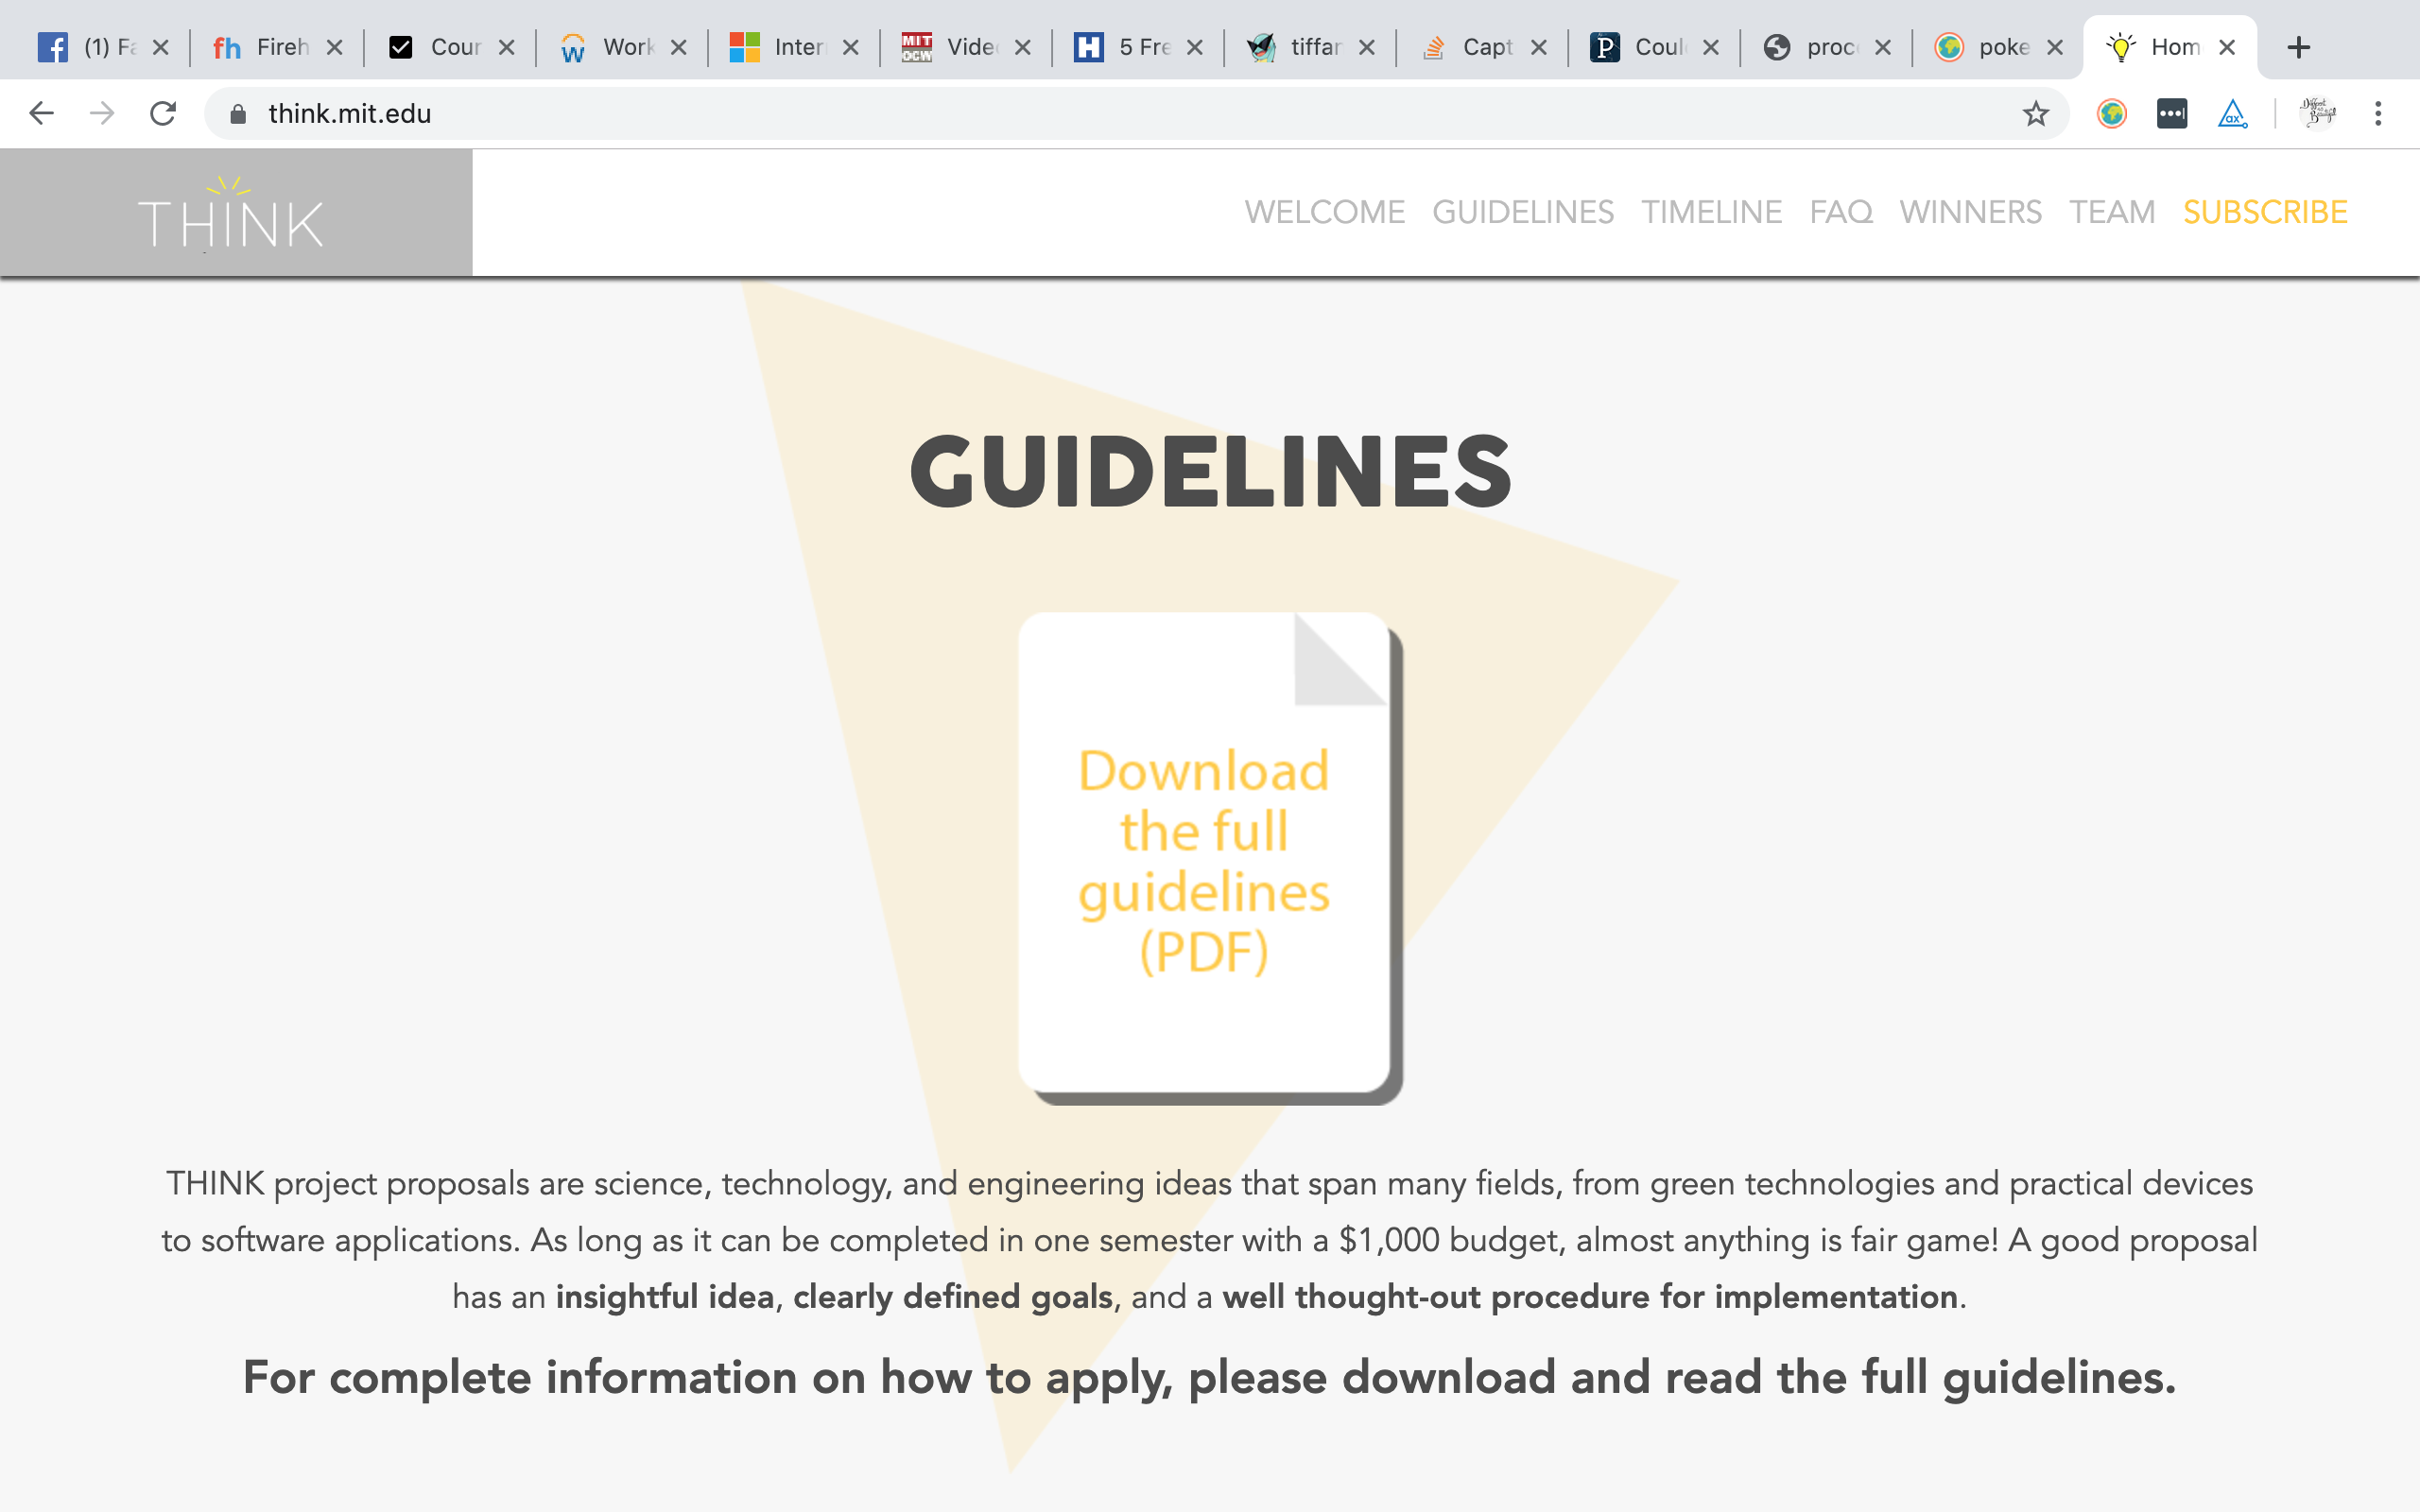 (1) Fa
fh Fireh
Cour
Work
Inter
MIT OCW Vide
H 5 Fre
tiffar
Capt
P Coul
proc
poke
Hom
think.mit.edu
THINK
WELCOME GUIDELINES TIMELINE FAQ WINNERS TEAM SUBSCRIBE
GUIDELINES
Download
the full
guidelines
(PDF)
THINK project proposals are science, technology, and engineering ideas that span many fields, from green technologies and practical devices
to software applications. As long as it can be completed in one semester with a $1,000 budget, almost anything is fair game! A good proposal
has an insightful idea, clearly defined goals, and a well thought-out procedure for implementation.
For complete information on how to apply, please download and read the full guidelines.